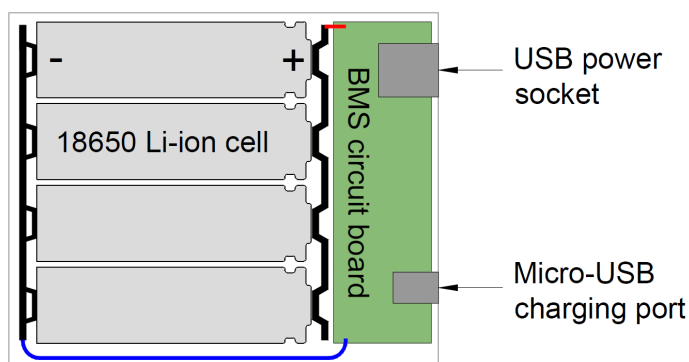 - +
18650 Li-ion cell
BMS circuit board
USB power
socket
Micro-USB
charging port